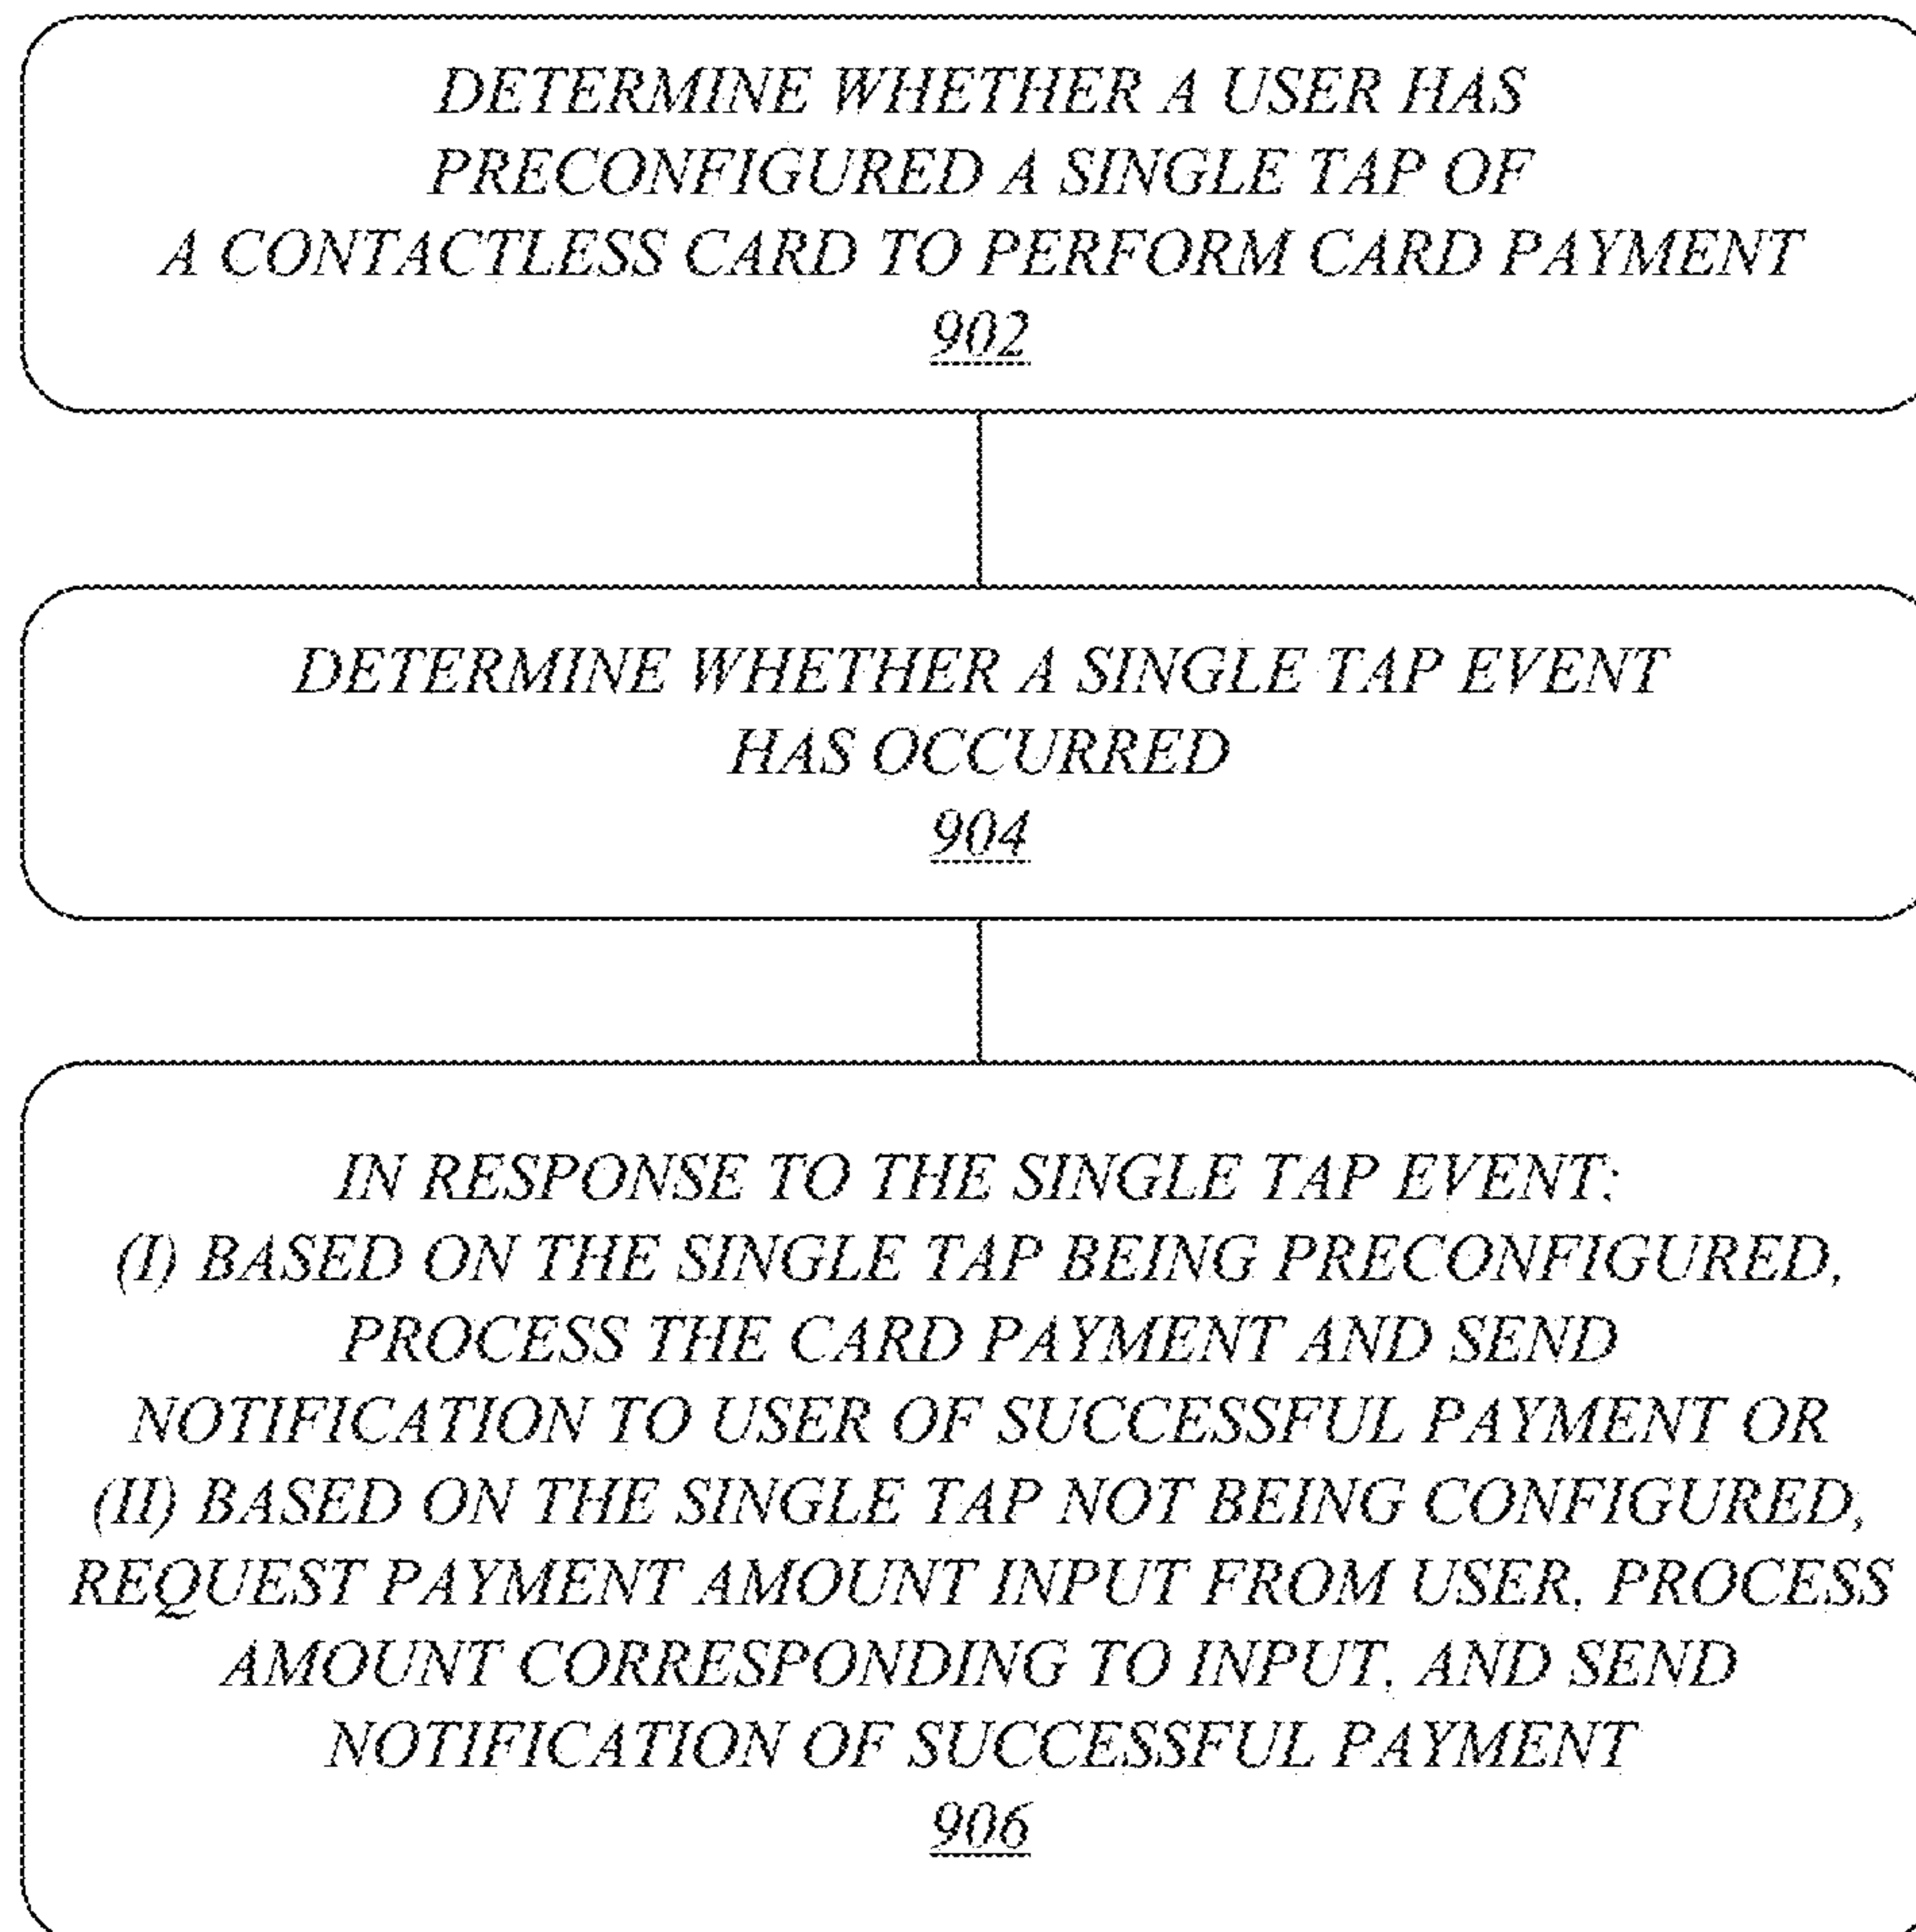 DETERMINE WHETHER A USER HAS
PRECONFIGURED A SINGLE TAP OF
A CONTACTLESS CARD TO PERFORM CARD PAYMENT
902
DETERMINE WHETHER A SINGLE TAP EVENT
HAS OCCURRED
904
IN RESPONSE TO THE SINGLE TAP EVENT:
(I) BASED ON THE SINGLE TAP BEING PRECONFIGURED,
PROCESS THE CARD PAYMENT AND SEND
NOTIFICATION TO USER OF SUCCESSFUL PAYMENT OR
(II) BASED ON THE SINGLE TAP NOT BEING CONFIGURED,
REQUEST PAYMENT AMOUNT INPUT FROM USER, PROCESS
AMOUNT CORRESPONDING TO INPUT, AND SEND
NOTIFICATION OF SUCCESSFUL PAYMENT
906